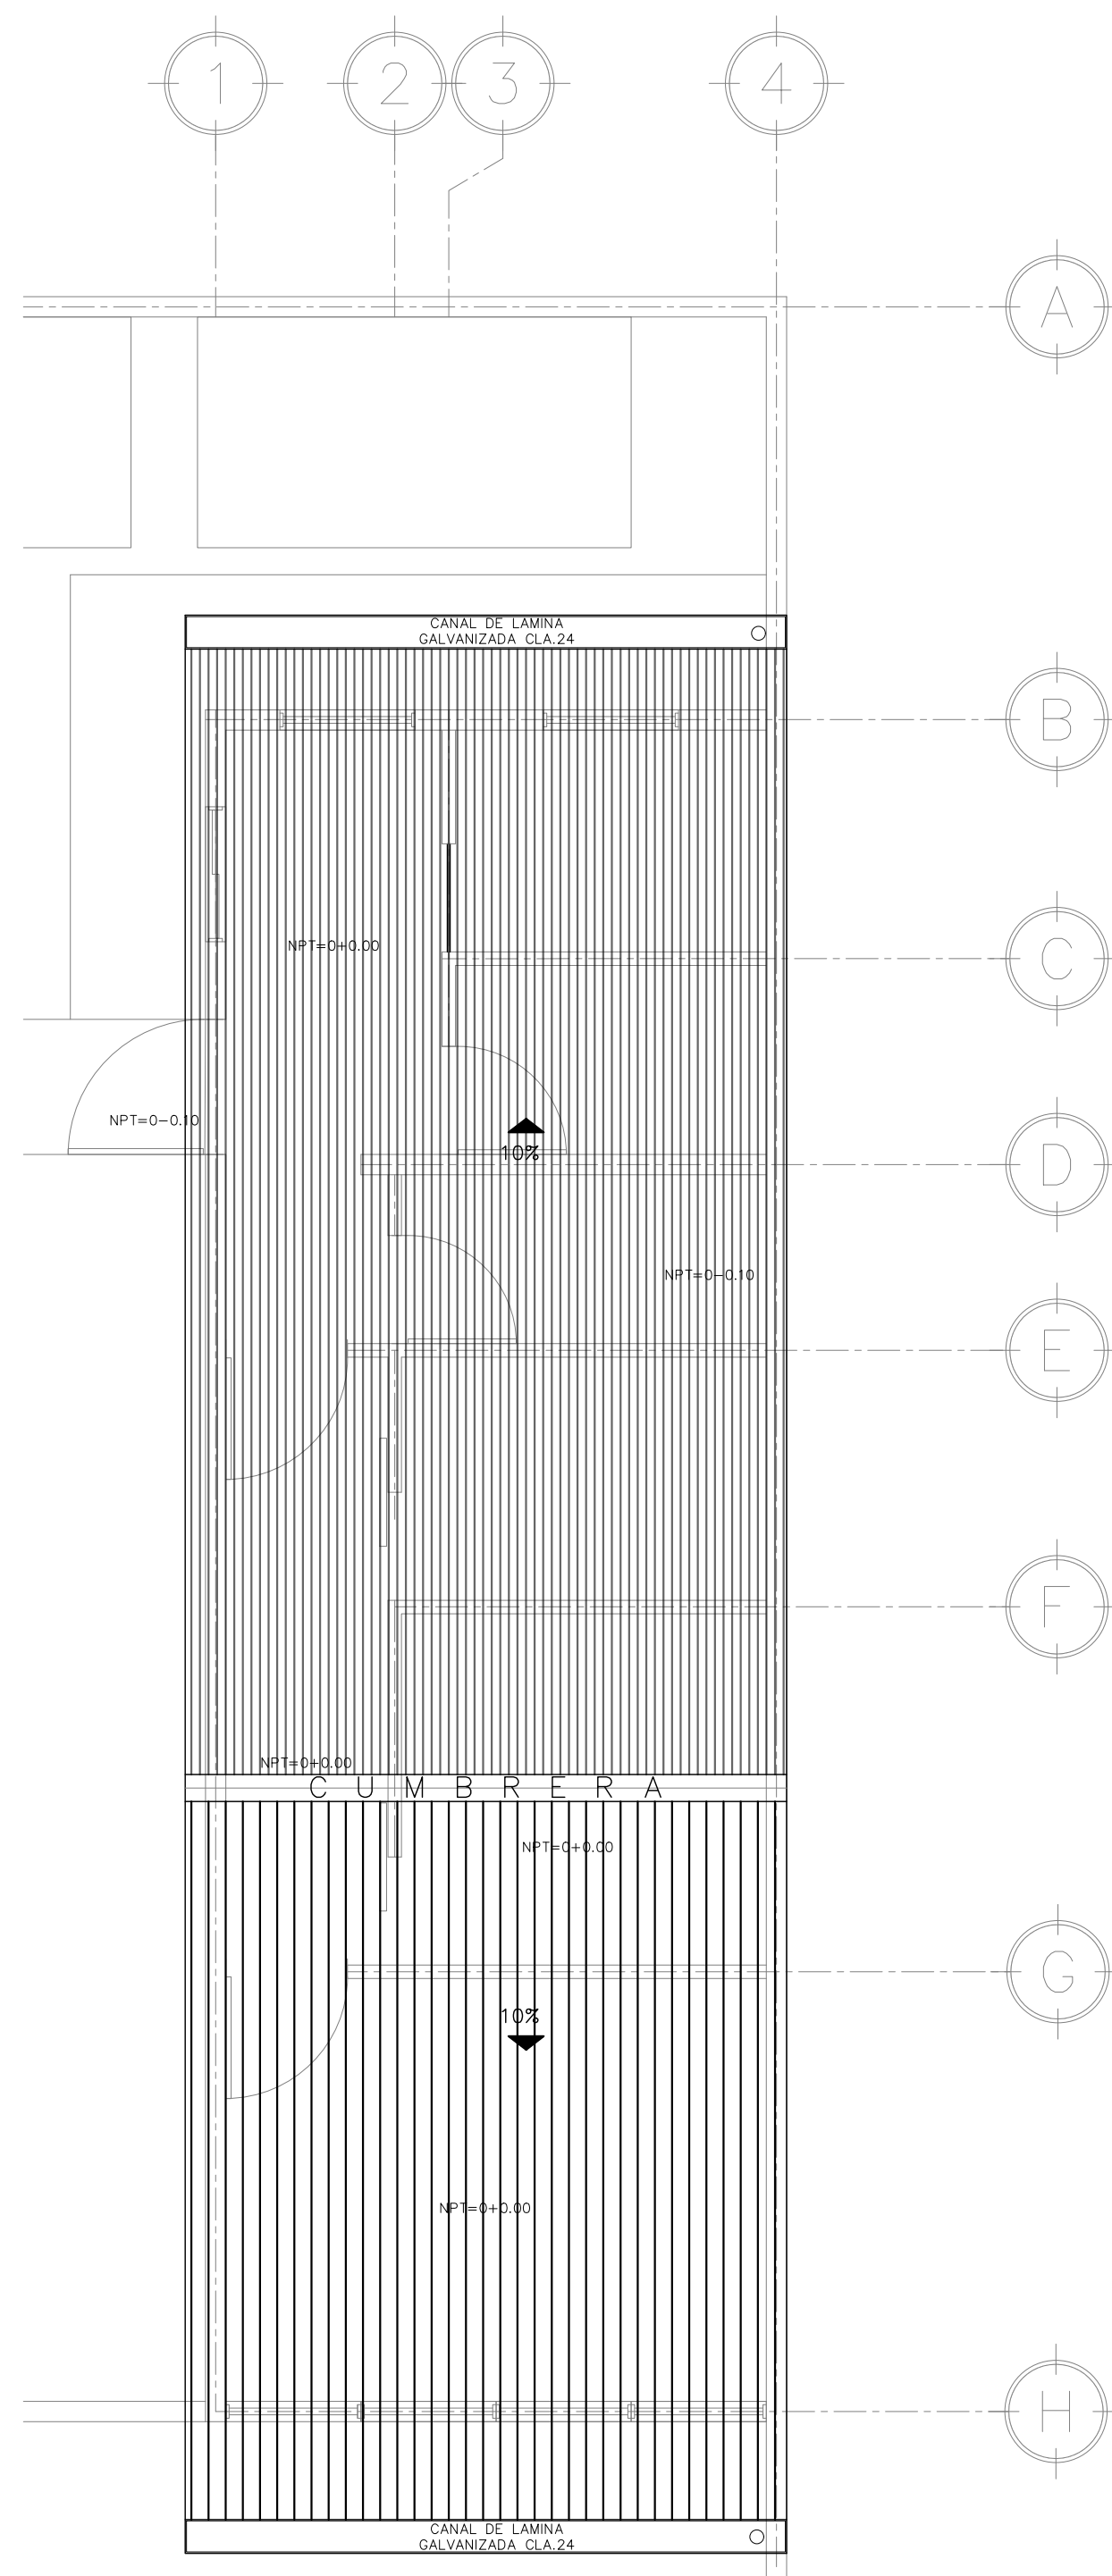 1
2
3
4
A
CANAL DE LAMINA
GALVANIZADA CLA.24
B
NPT=0+0.00
C
NPT=0-0.10
10%
D
NPT=0-0.10
E
F
NPT=0+0.00
CUMBRERA
NPT=0+0.00
G
10%
NPT=0+0.00
H
CANAL DE LAMINA
GALVANIZADA CLA.24